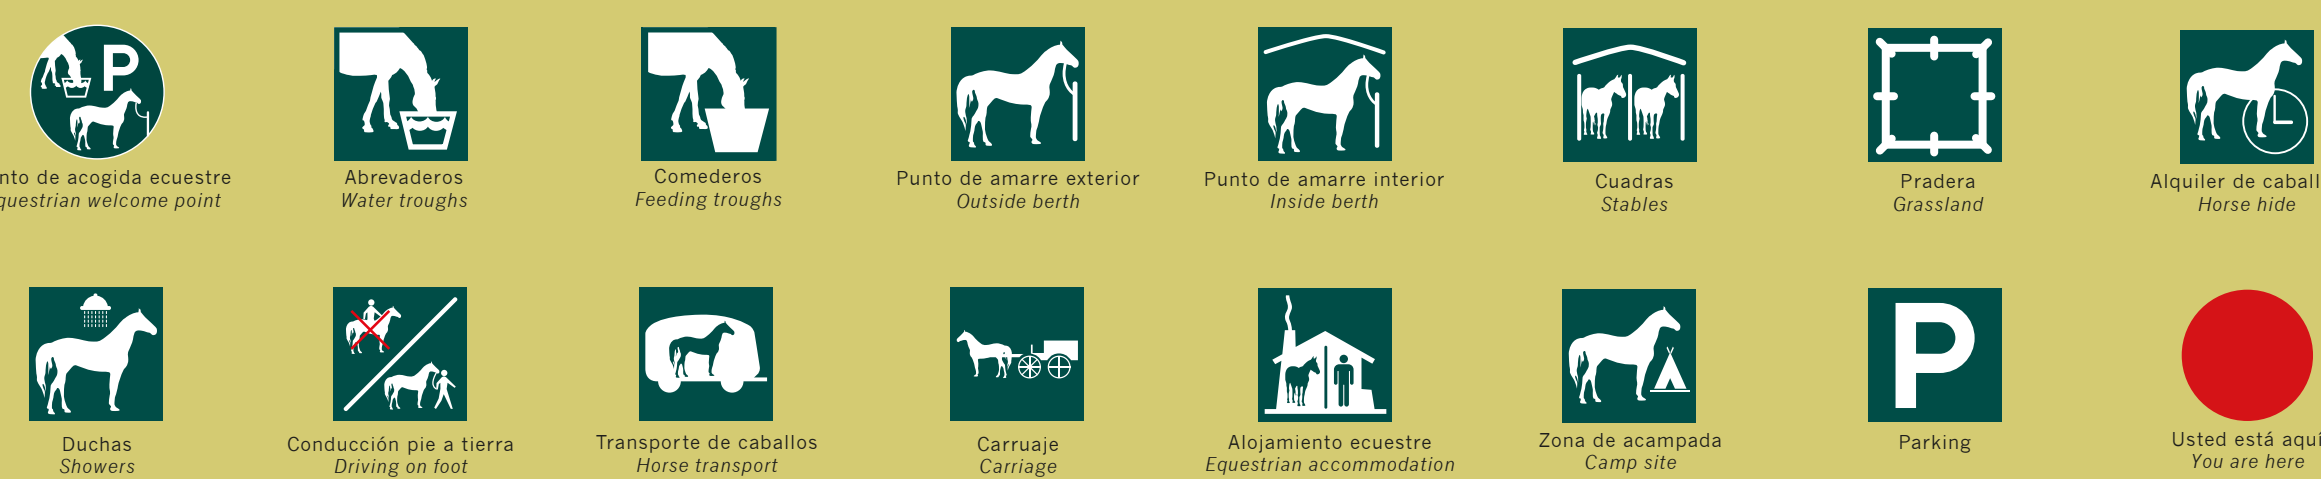 P
nto de acogida ecuestre
questrian welcome point
Abrevaderos
Water troughs
Comederos
Feeding troughs
Punto de amarre exterior
Outside berth
Punto de amarre interior
Inside berth
Cuadras
Stables
Pradera
Grassland
Alquiler de caball
Horse hide
Duchas
Showers
Conducción pie a tierra
Driving on foot
Transporte de caballos
Horse transport
Carruaje
Carriage
Alojamiento ecuestre
Equestrian accommodation
Zona de acampada
Camp site
P
Parking
Usted está aquí
You are here